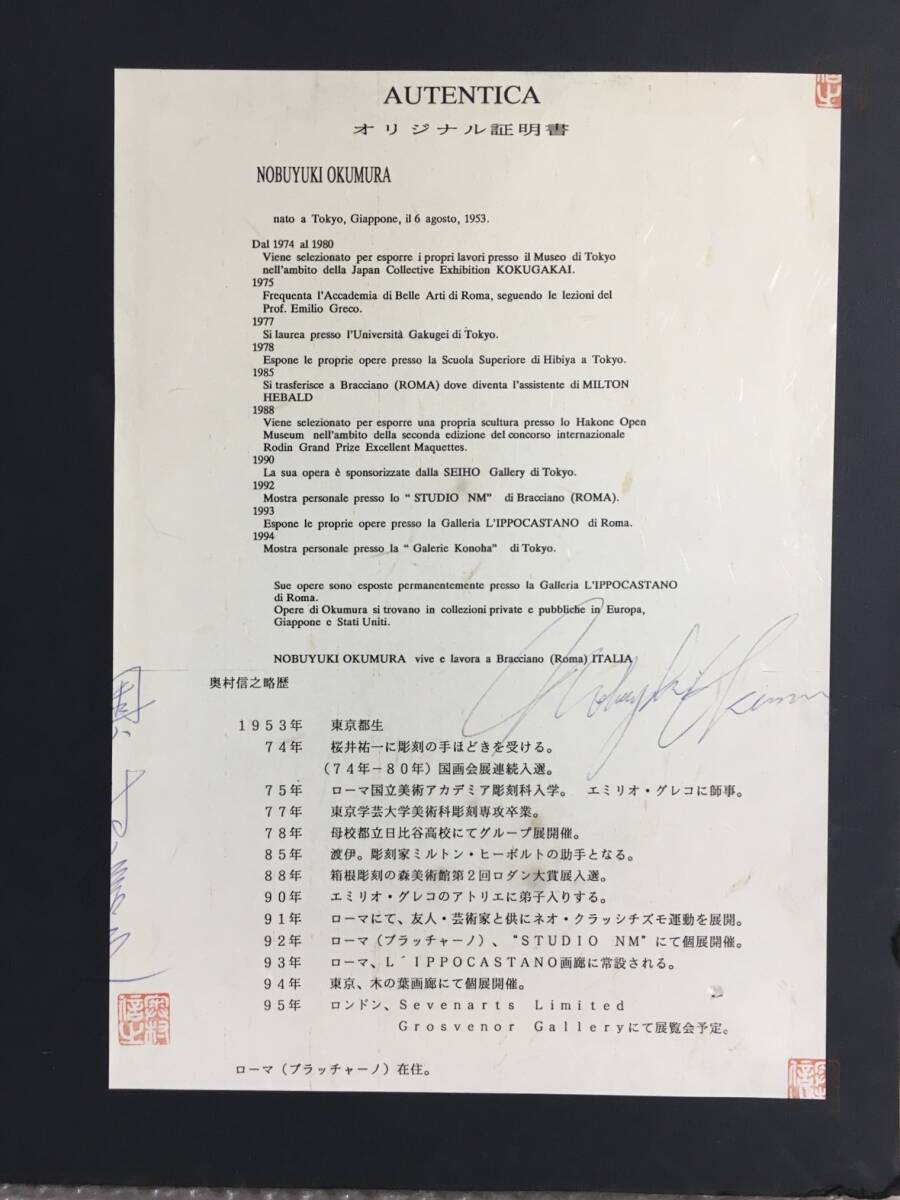 AUTENTICA
オリジナル証明書
NOBUYUKI OKUMURA
nato a Tokyo, Giappone, il 6 agosto, 1953.
Dal 1974 al 1980
Viene selezionato per esporre i propri lavori presso il Museo di Tokyo
nell'ambito della Japan Collective Exhibition KOKUGAKAI.
1975
Frequenta l'Accademia di Belle Arti di Roma, seguendo le lezioni del
Prof. Emilio Greco.
1977
Si laurea presso l'Università Gakugei di Tokyo.
1978
Espone le proprie opere presso la Scuola Superiore di Hibiya a Tokyo.
1985
Si trasferisce a Bracciano (ROMA) dove diventa l'assistente di MILTON
HEBALD
1988
Viene selezionato per esporre una propria scultura presso lo Hakone Open
Museum nell'ambito della seconda edizione del concorso internazionale
Rodin Grand Prize Excellent Maquettes.
1990
La sua opera è sponsorizzate dalla SEIHO Gallery di Tokyo.
1992
Mostra personale presso lo " STUDIO NM" di Bracciano (ROMA).
1993
Espone le proprie opere presso la Galleria L'IPPOCASTANO di Roma.
1994
Mostra personale presso la " Galerie Konoha" di Tokyo.
Sue opere sono esposte permanentemente presso la Galleria L'IPPOCASTANO
di Roma.
Opere di Okumura si trovano in collezioni private e pubbliche in Europa,
Giappone e Stati Uniti.
NOBUYUKI OKUMURA vive e lavora a Bracciano (Roma) ITALIA
Nobuyuki Okumura
奥村信之略歴
1953年 東京都生
74年 桜井祐一に彫刻の手ほどきを受ける。
(74年-80年)国画会展連続入選。
75年 ローマ国立美術アカデミア彫刻科入学。 エミリオ・グレコに師事。
77年 東京学芸大学美術科彫刻専攻卒業。
78年 母校都立日比谷高校にてグループ展開催。
85年 渡伊。彫刻家ミルトン・ヒーボルトの助手となる。
88年 箱根彫刻の森美術館第2回ロダン大賞展入選。
90年 エミリオ・グレコのアトリエに弟子入りする。
91年 ローマにて、友人・芸術家と供にネオ・クラッシチズモ運動を展開。
92年 ローマ(ブラッチャーノ)、"STUDIO NM"にて個展開催。
93年 ローマ、L´IPPOCASTANO画廊に常設される。
94年 東京、木の葉画廊にて個展開催。
95年 ロンドン、Sevenarts Limited
Grosvenor Galleryにて展覧会予定。
ローマ(ブラッチャーノ)在住。
奥村信之